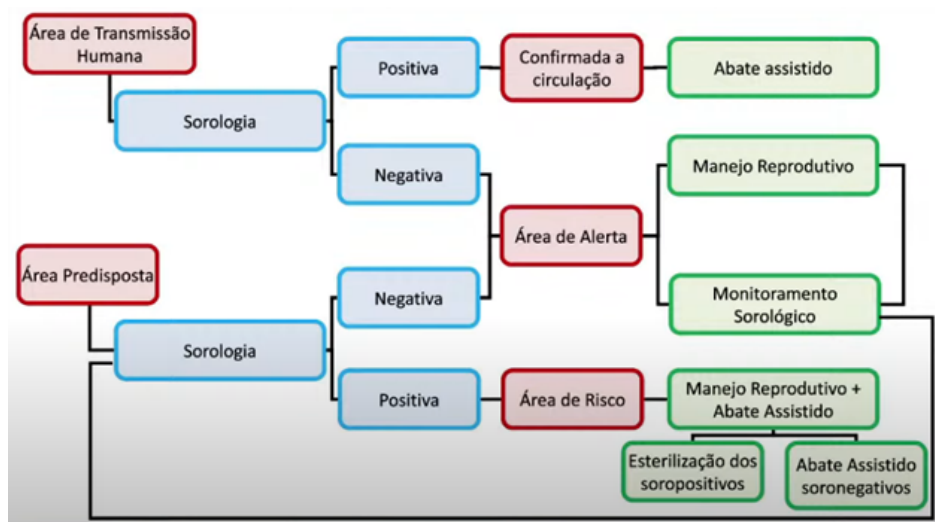 Área de Transmissão
Humana
Sorologia
Positiva
Confirmada a
circulação
Abate assistido
Negativa
Área de Alerta
Manejo Reprodutivo
Monitoramento
Sorológico
Área Predisposta
Sorologia
Negativa
Positiva
Área de Risco
Manejo Reprodutivo +
Abate Assistido
Esterilização dos
soropositivos
Abate Assistido
soronegativos